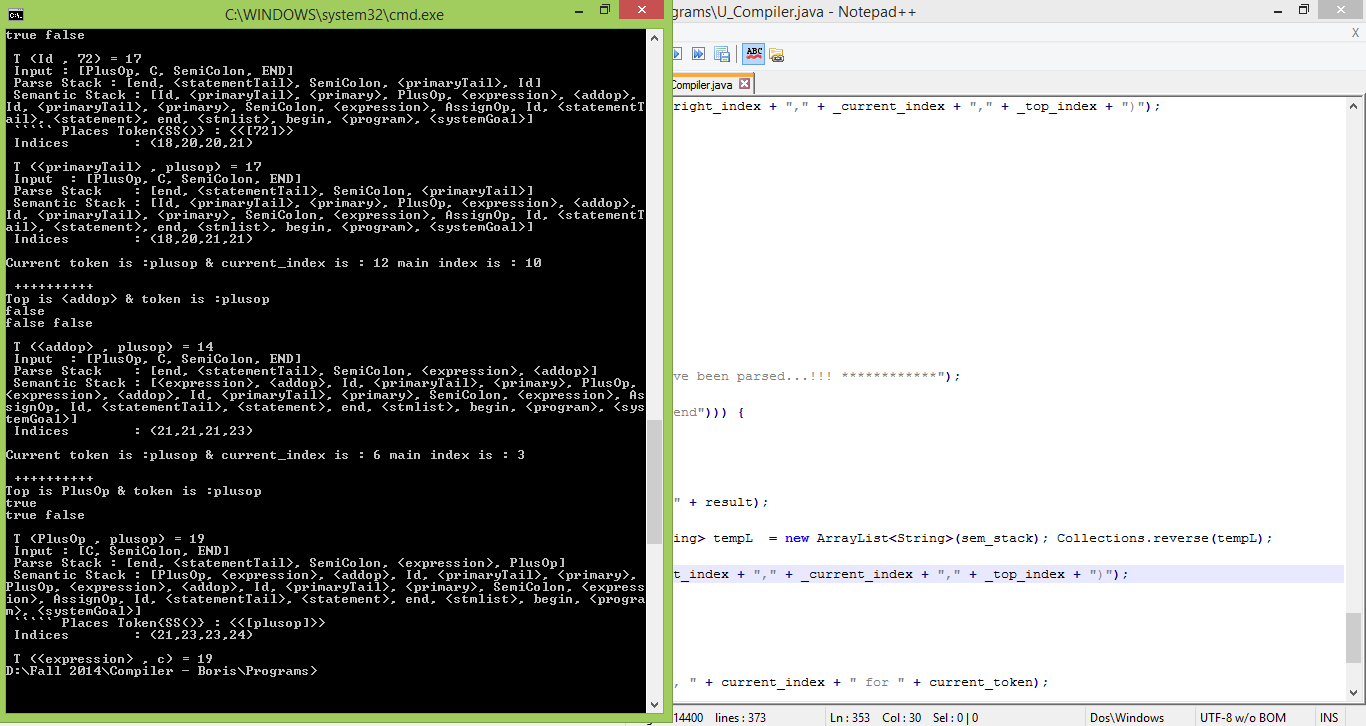 C:\WINDOWS\system32\cmd.exe
true false
T (Id , 72) = 17
Input : [PlusOp, C, SemiColon, END]
Parse Stack : [end, <statementTail>, SemiColon, <primaryTail>, Id]
Semantic Stack : [Id, <primaryTail>, <primary>, PlusOp, <expression>, <addop>,
Id, <primaryTail>, <primary>, SemiColon, <expression>, AssignOp, Id, <statementT
ail>, <statement>, end, <stmlist>, begin, <program>, <systemGoal>]
````` Places Token{SS()} : <<[72]>>
Indices        : (18,20,20,21)
T (<primaryTail> , plusop) = 17
Input  : [PlusOp, C, SemiColon, END]
Parse Stack    : [end, <statementTail>, SemiColon, <primaryTail>]
Semantic Stack : [Id, <primaryTail>, <primary>, PlusOp, <expression>, <addop>,
Id, <primaryTail>, <primary>, SemiColon, <expression>, AssignOp, Id, <statementT
ail>, <statement>, end, <stmlist>, begin, <program>, <systemGoal>]
Indices        : (18,20,21,21)
Current token is :plusop & current_index is : 12 main index is : 10
++++++++++
Top is <addop> & token is :plusop
false
false false
T (<addop> , plusop) = 14
Input  : [PlusOp, C, SemiColon, END]
Parse Stack    : [end, <statementTail>, SemiColon, <expression>, <addop>]
Semantic Stack : [<expression>, <addop>, Id, <primaryTail>, <primary>, PlusOp,
<expression>, <addop>, Id, <primaryTail>, <primary>, SemiColon, <expression>, As
signOp, Id, <statementTail>, <statement>, end, <stmlist>, begin, <program>, <sys
temGoal>]
Indices        : (21,21,21,23)
Current token is :plusop & current_index is : 6 main index is : 3
++++++++++
Top is PlusOp & token is :plusop
true
true false
T (PlusOp , plusop) = 19
Input : [C, SemiColon, END]
Parse Stack : [end, <statementTail>, SemiColon, <expression>, PlusOp]
Semantic Stack : [PlusOp, <expression>, <addop>, Id, <primaryTail>, <primary>,
PlusOp, <expression>, <addop>, Id, <primaryTail>, <primary>, SemiColon, <express
ion>, AssignOp, Id, <statementTail>, <statement>, end, <stmlist>, begin, <progra
m>, <systemGoal>]
````` Places Token{SS()} : <<[plusop]>>
Indices        : (21,23,23,24)
T (<expression> , c) = 19
D:\Fall 2014\Compiler - Boris\Programs>
grams\U_Compiler.java - Notepad++
X
ABC
Compiler.java
right_index + "," + _current_index + "," + _top_index + ")");
ve been parsed...!!! ************");
end"))) {
" + result);
ing> tempL  = new ArrayList<String>(sem_stack); Collections.reverse(tempL);
t_index + "," + _current_index + "," + _top_index + ")");
, " + current_index + " for " + current_token);
14400 lines : 373 Ln : 353 Col : 30 Sel : 0 | 0 Dos\Windows UTF-8 w/o BOM INS